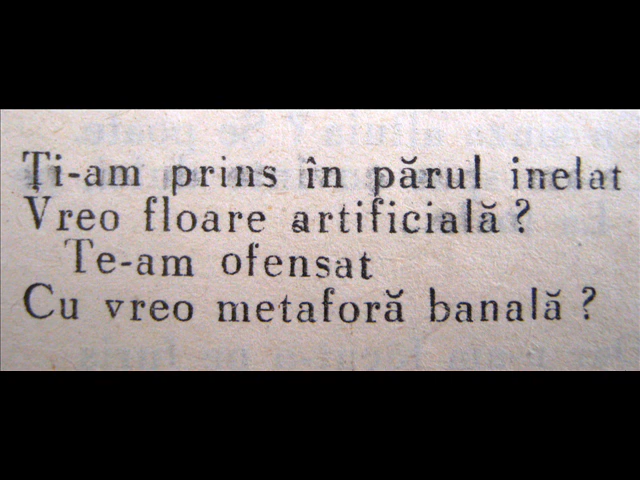 Ți-am prins în părul inelat
Vreo floare artificială ?
Te-am ofensat
Cu vreo metaforă banală ?